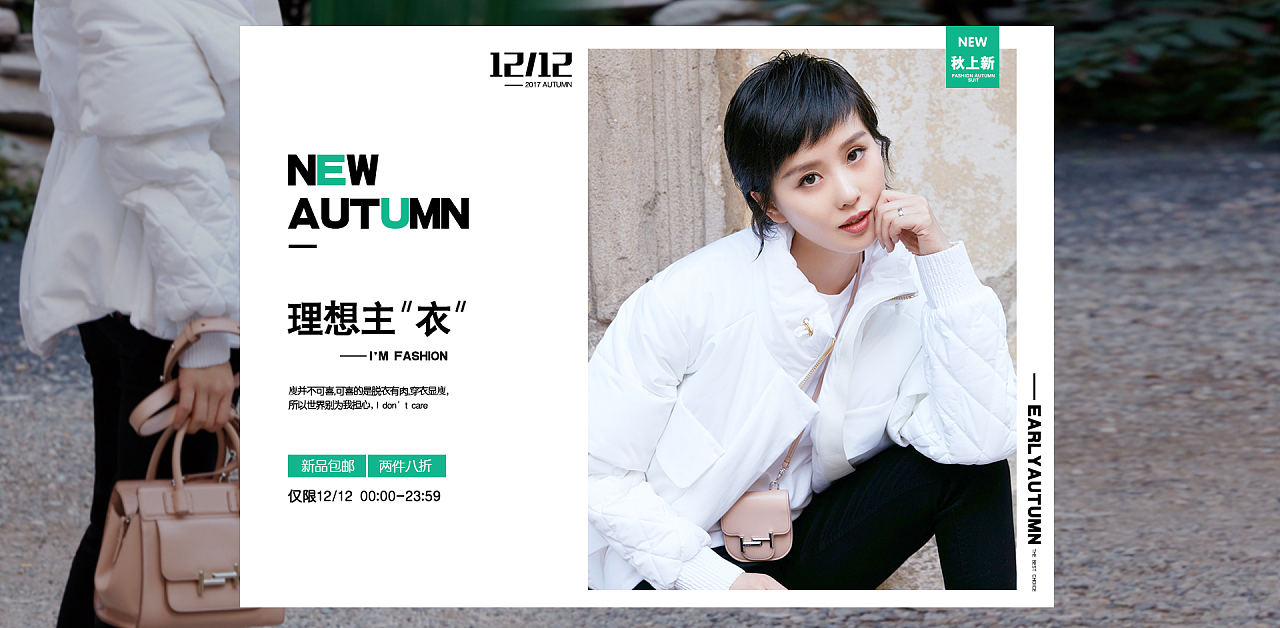 12/12
2017 AUTUMN
NEW
AUTUMN
理想主"衣"
I'M FASHION
瘦并不可喜,可喜的是脱衣有肉,穿衣显瘦,
所以世界别为我担心, I don't care
新品包邮 两件八折
仅限12/12 00:00-23:59
NEW
秋上新
FASHION AUTUMN
SUIT
EARLYAUTUMN THE BEST CHOICE